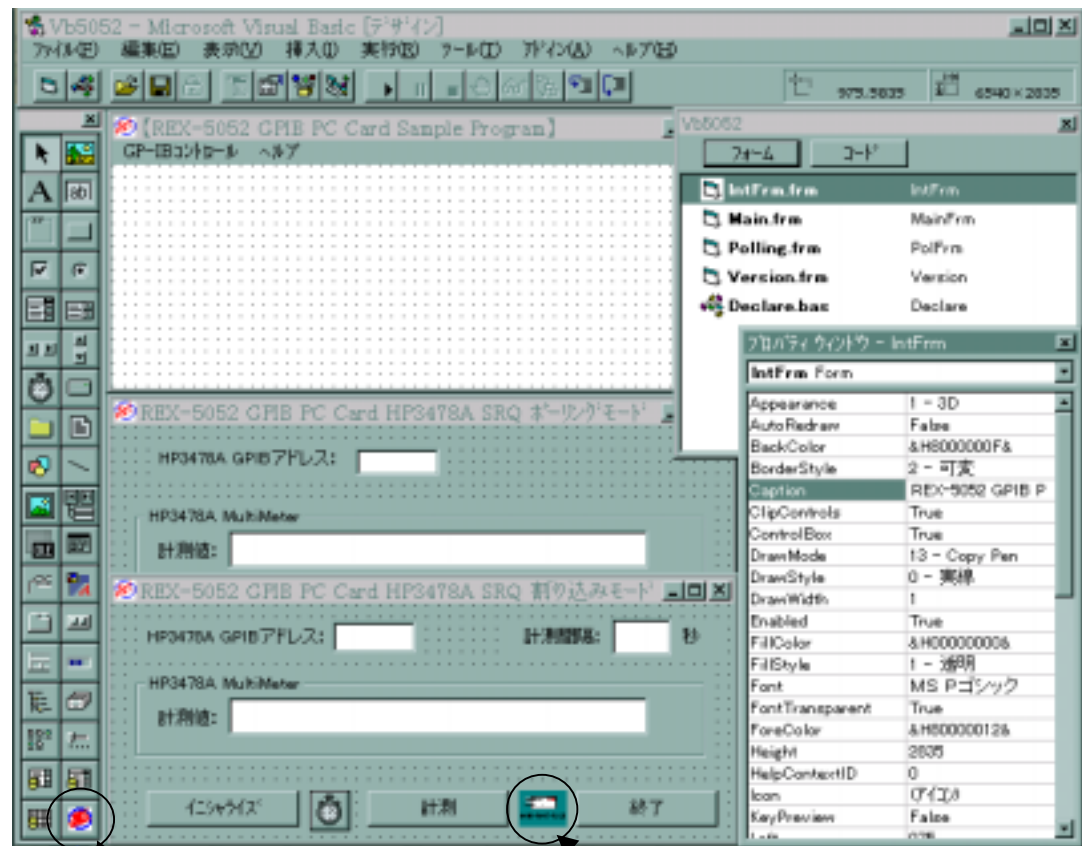 Vb5052 - Microsoft Visual Basic [デザイン]
ファイル(F) 編集(E) 表示(V) 挿入(I) 実行(R) ツール(T) アドイン(A) ヘルプ(H)
975,5835 6540 × 2835
【REX-5052 GPIB PC Card Sample Program】
GP-IBコントロール ヘルプ
Vb5052
フォーム コード
IntFrm.frm IntFrm
Main.frm MainFrm
Polling.frm PolFrm
Version.frm Version
Declare.bas Declare
REX-5052 GPIB PC Card HP3478A SRQ ポーリングモード
HP3478A GPIBアドレス:
HP3478A MultiMeter
計測値:
REX-5052 GPIB PC Card HP3478A SRQ 割り込みモード
HP3478A GPIBアドレス: 計測間隔: 秒
HP3478A MultiMeter
計測値:
イニシャライズ 計測 終了
プロパティ ウィンドウ - IntFrm
IntFrm Form
Appearance 1 - 3D
AutoRedraw False
BackColor &H8000000F&
BorderStyle 2 - 可変
Caption REX-5052 GPIB P
ClipControls True
ControlBox True
DrawMode 13 - Copy Pen
DrawStyle 0 - 実線
DrawWidth 1
Enabled True
FillColor &H00000000&
FillStyle 1 - 透明
Font MS Pゴシック
FontTransparent True
ForeColor &H80000012&
Height 2835
HelpContextID 0
Icon (アイコン)
KeyPreview False
Left